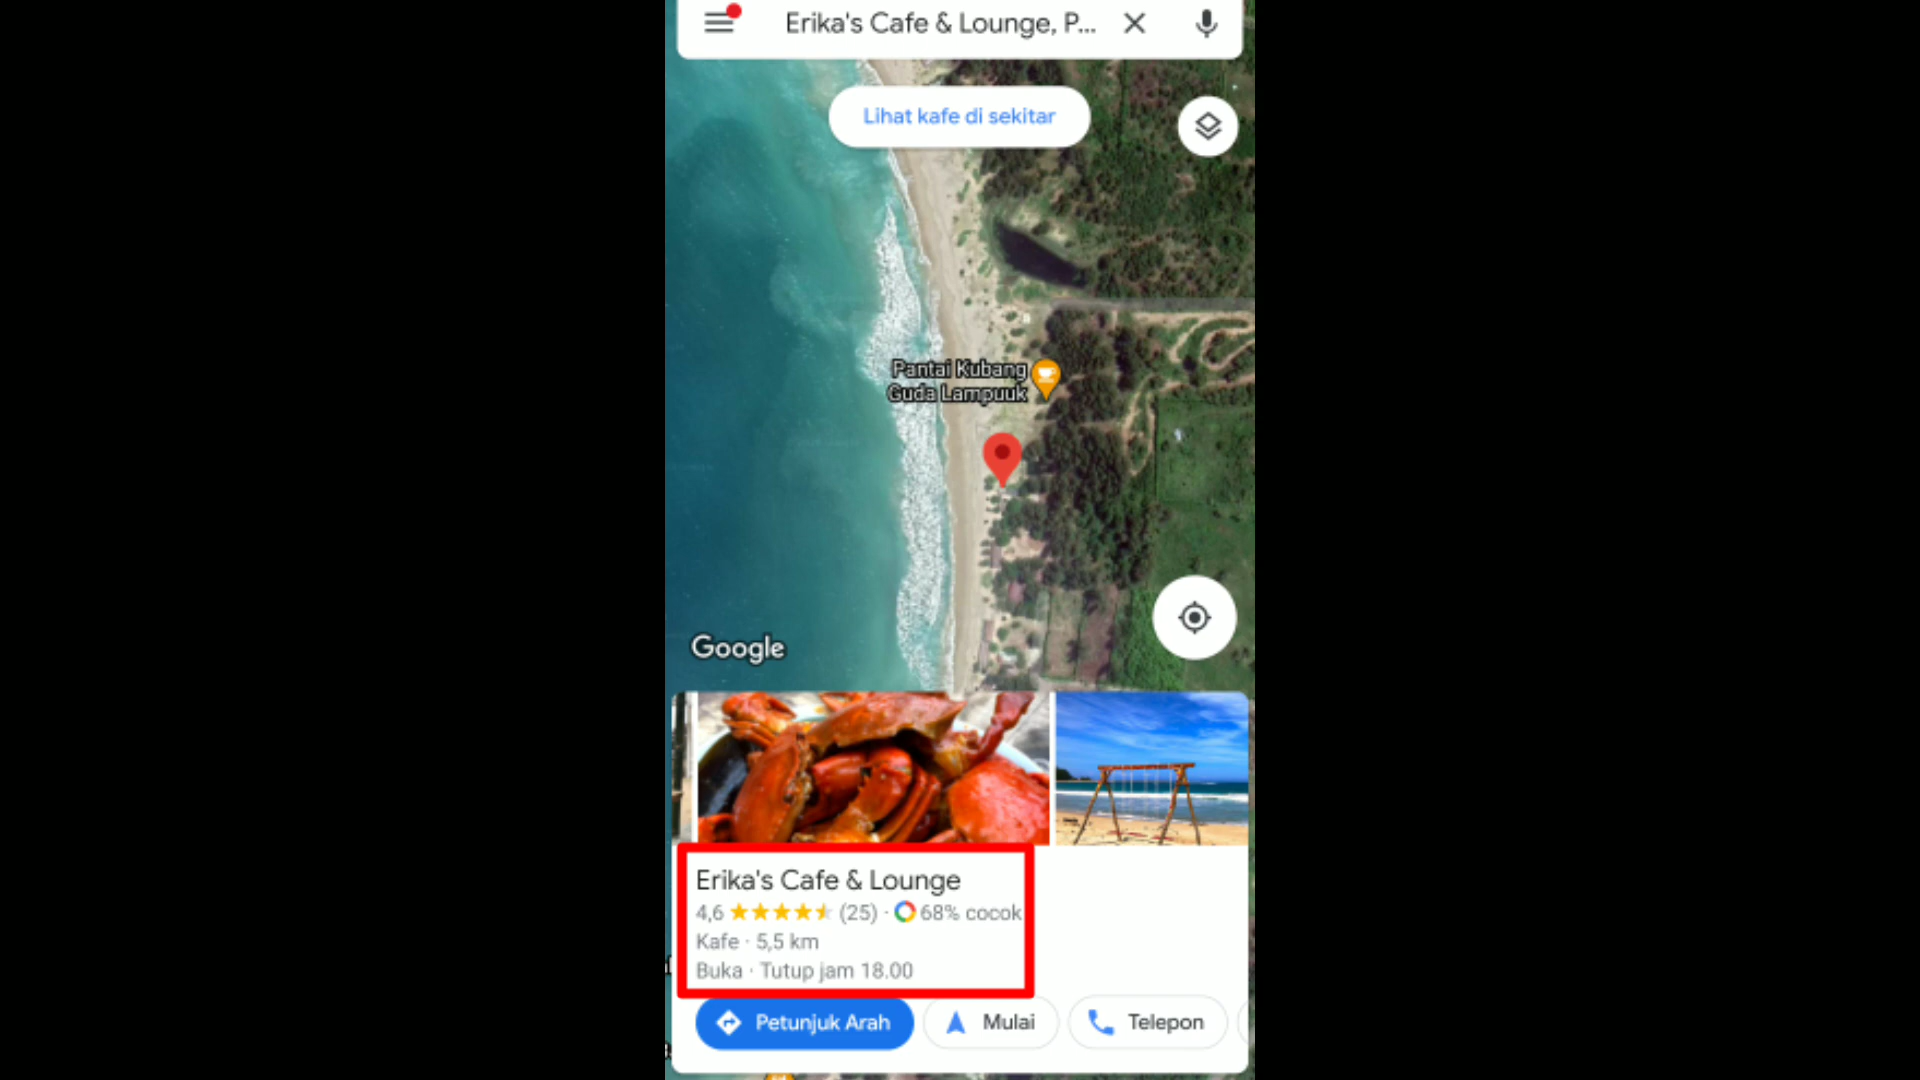 Erika's Cafe & Lounge, P...
Lihat kafe di sekitar
Pantai Kubang
Guda Lampuuk
Google
Erika's Cafe & Lounge
4,6 (25) · 68% cocok
Kafe · 5,5 km
Buka · Tutup jam 18.00
Petunjuk Arah
Mulai
Telepon